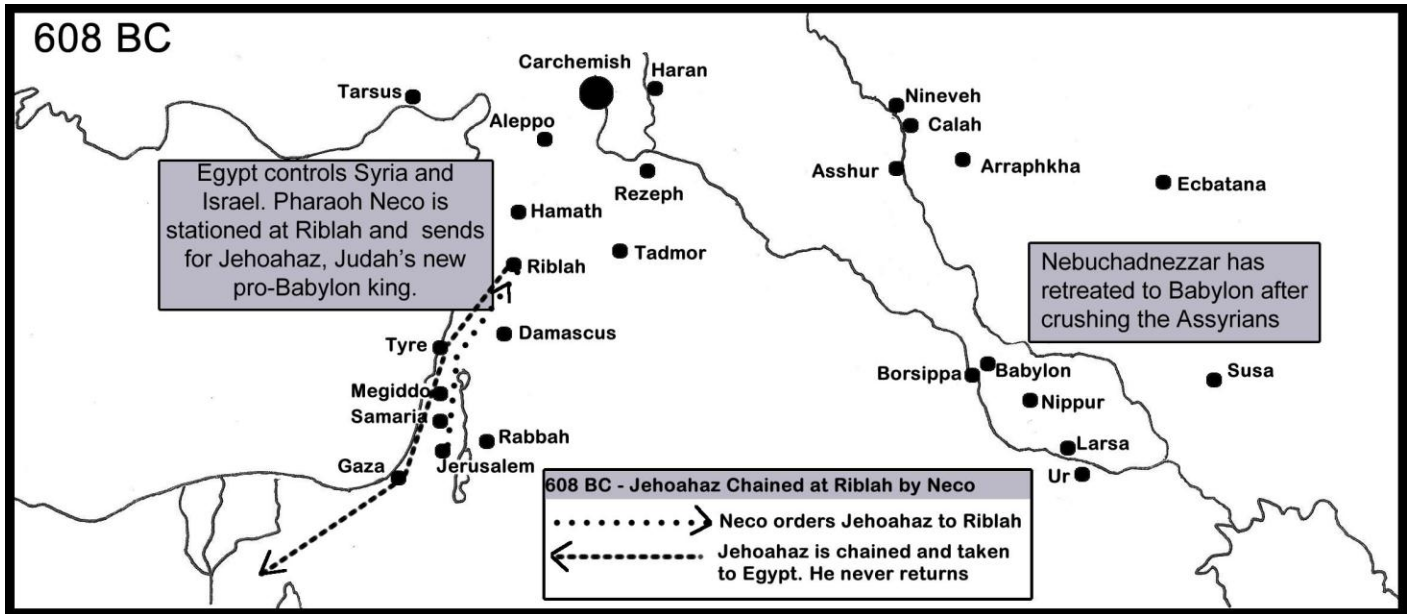 608 BC
Carchemish
Haran
Tarsus
Nineveh
Aleppo
Calah
Arraphkha
Asshur
Ecbatana
Rezeph
Egypt controls Syria and
Israel. Pharaoh Neco is
stationed at Riblah and sends
for Jehoahaz, Judah's new
pro-Babylon king.
Hamath
Tadmor
Riblah
Nebuchadnezzar has
retreated to Babylon after
crushing the Assyrians
Damascus
Tyre
Borsippa
Babylon
Susa
Megiddo
Nippur
Samaria
Rabbah
Larsa
Jerusalem
Gaza
Ur
608 BC - Jehoahaz Chained at Riblah by Neco
Neco orders Jehoahaz to Riblah
Jehoahaz is chained and taken
to Egypt. He never returns